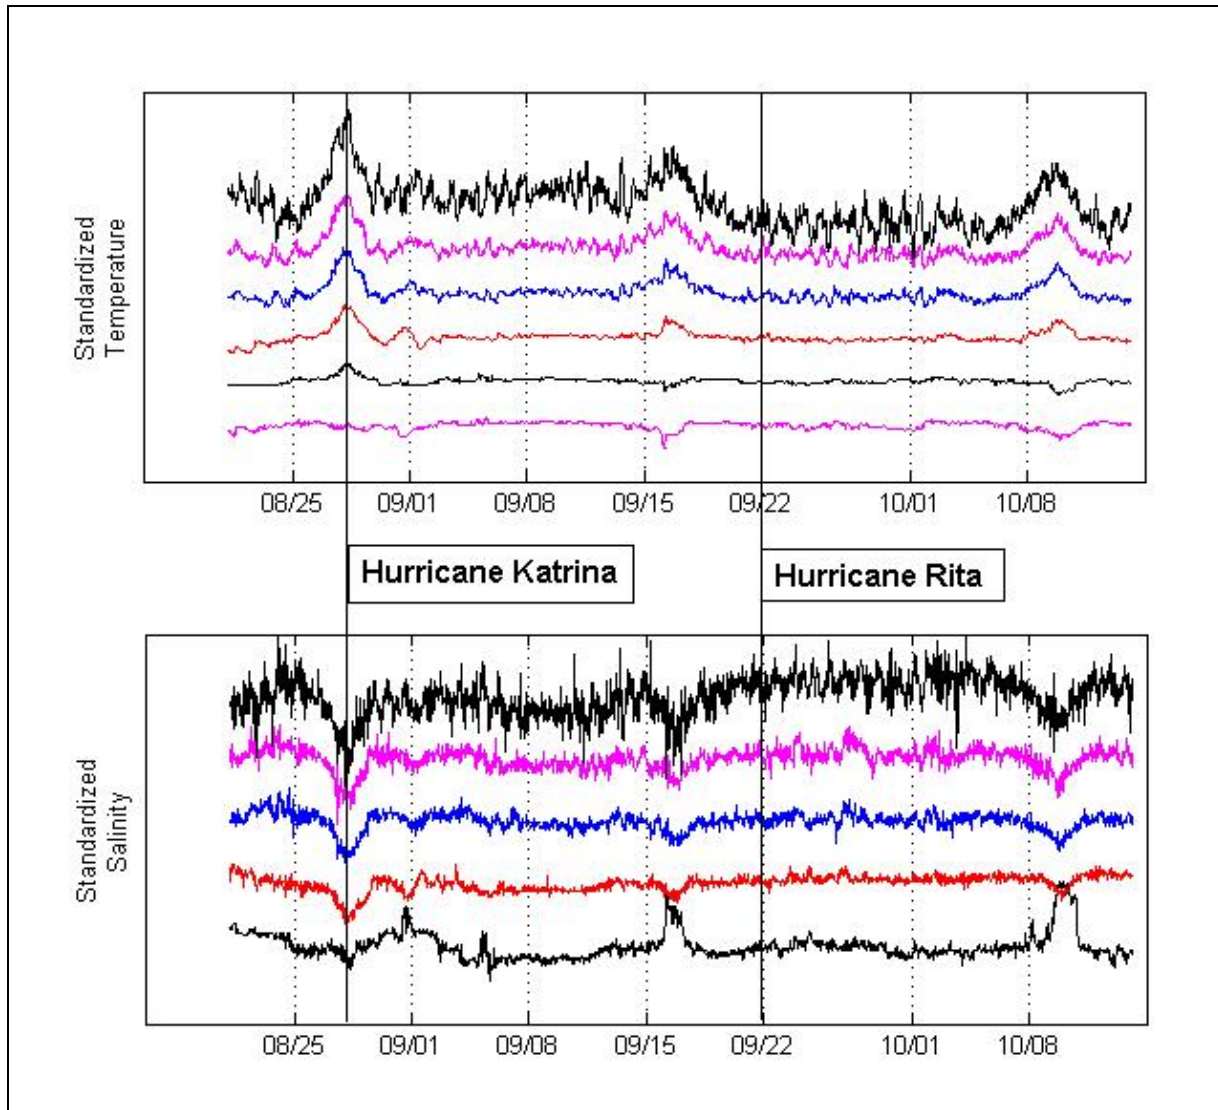 Standardized
Temperature
08/25 09/01 09/08 09/15 09/22 10/01 10/08
Hurricane Katrina
Hurricane Rita
Standardized
Salinity
08/25 09/01 09/08 09/15 09/22 10/01 10/08